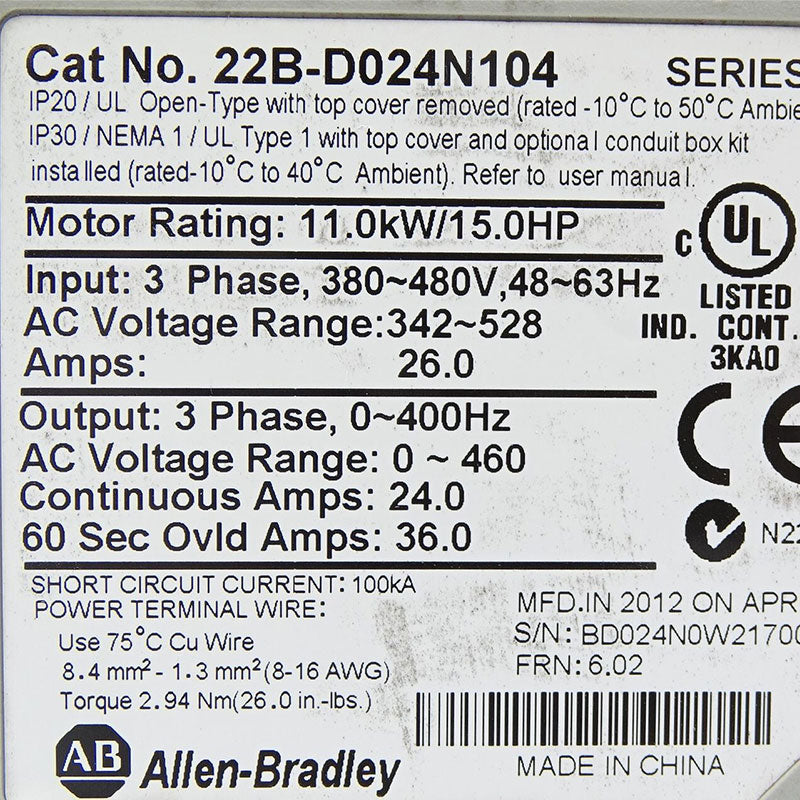 Cat No. 22B-D024N104 SERIES
IP20 / UL Open-Type with top cover removed (rated -10°C to 50°C Ambie
IP30 / NEMA 1 / UL Type 1 with top cover and optional conduit box kit
installed (rated-10°C to 40°C Ambient). Refer to user manual.
Motor Rating: 11.0kW/15.0HP
Input: 3 Phase, 380~480V,48~63Hz
AC Voltage Range:342~528
Amps: 26.0
C UL
LISTED
IND. CONT.
3KA0
Output: 3 Phase, 0~400Hz
AC Voltage Range: 0 ~ 460
Continuous Amps: 24.0
60 Sec Ovld Amps: 36.0
CE
N22
SHORT CIRCUIT CURRENT: 100kA
POWER TERMINAL WIRE:
Use 75°C Cu Wire
8.4 mm² - 1.3 mm²(8-16 AWG)
Torque 2.94 Nm(26.0 in.-lbs.)
MFD.IN 2012 ON APR
S/N: BD024N0W21700
FRN: 6.02
AB Allen-Bradley
MADE IN CHINA